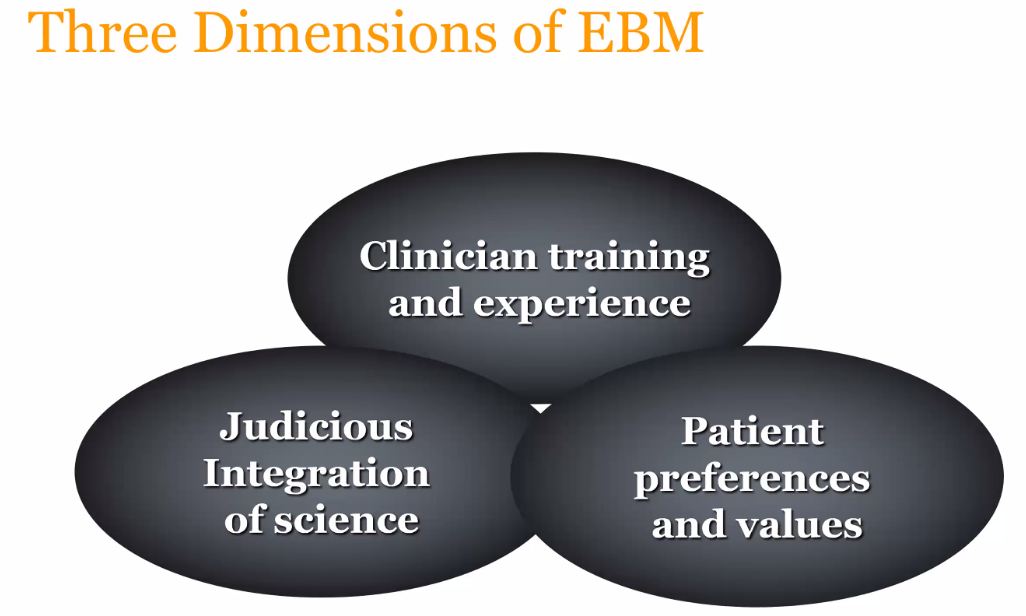 Three Dimensions of EBM
Clinician training
and experience
Judicious
Integration
of science
Patient
preferences
and values